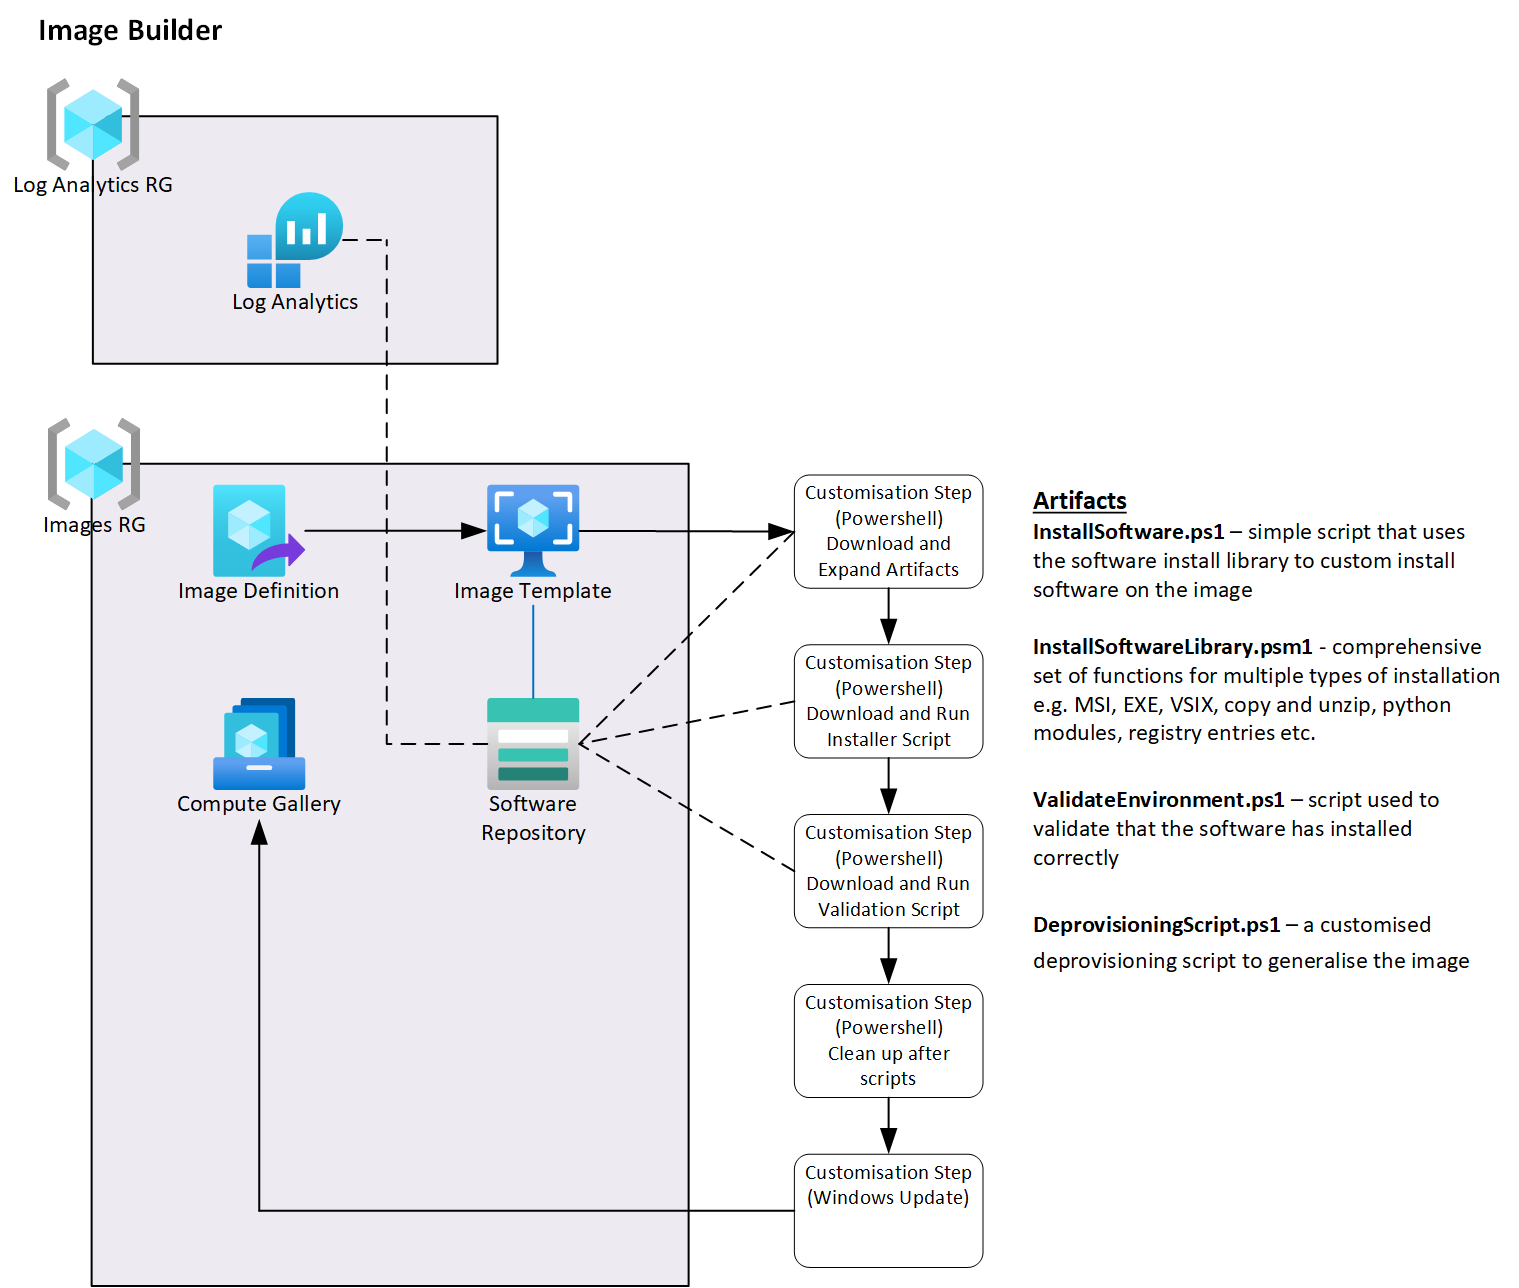 Image Builder
Log Analytics RG
Log Analytics
Images RG
Image Definition
Image Template
Compute Gallery
Software
Repository
Customisation Step
(Powershell)
Download and
Expand Artifacts
Customisation Step
(Powershell)
Download and Run
Installer Script
Customisation Step
(Powershell)
Download and Run
Validation Script
Customisation Step
(Powershell)
Clean up after
scripts
Customisation Step
(Windows Update)
Artifacts
InstallSoftware.ps1 – simple script that uses
the software install library to custom install
software on the image
InstallSoftwareLibrary.psm1 - comprehensive
set of functions for multiple types of installation
e.g. MSI, EXE, VSIX, copy and unzip, python
modules, registry entries etc.
ValidateEnvironment.ps1 – script used to
validate that the software has installed
correctly
DeprovisioningScript.ps1 – a customised
deprovisioning script to generalise the image